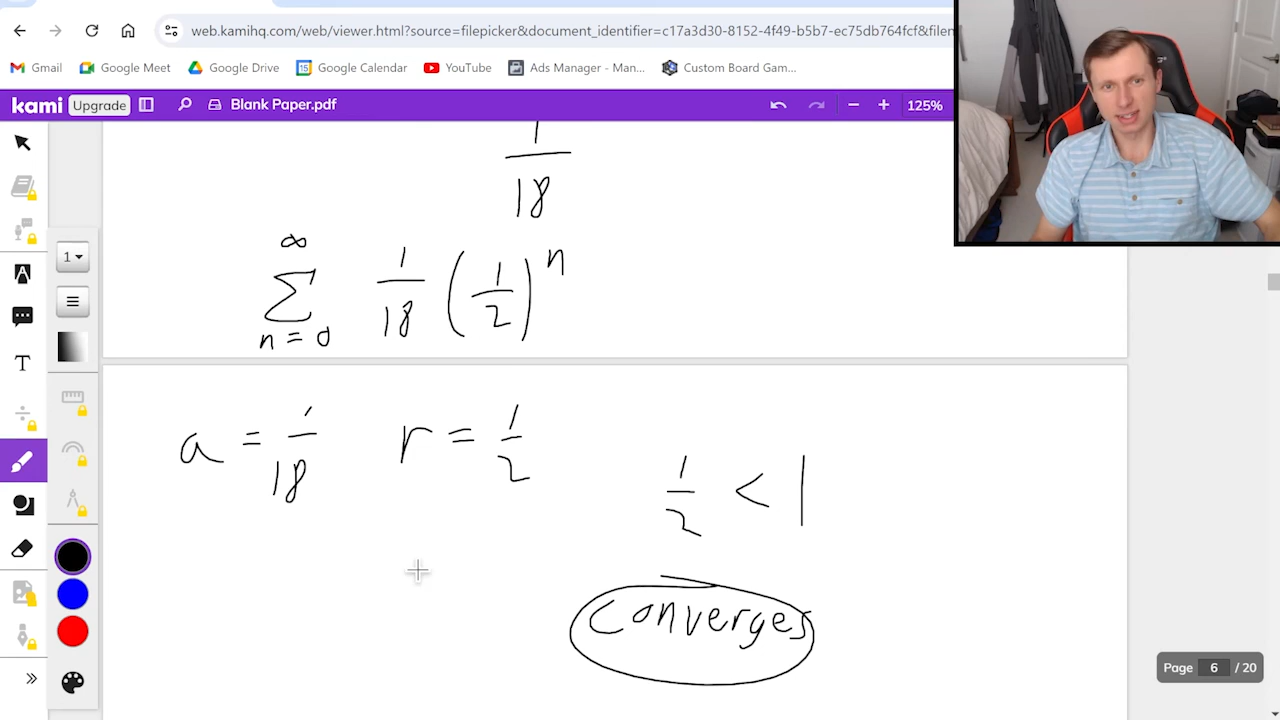 web.kamihq.com/web/viewer.html?source=filepicker&document_identifier=c17a3d30-8152-4f49-b5b7-ec75db764fcf&filen
Gmail Google Meet Google Drive Google Calendar YouTube Ads Manager - Man... Custom Board Gam...
kami Upgrade Blank Paper.pdf 125%
1/18
∞
Σ 1/18 (1/2)^n
n = 0
a = 1/18 r = 1/2
1/2 < 1
converges
1
T
Page 6 / 20